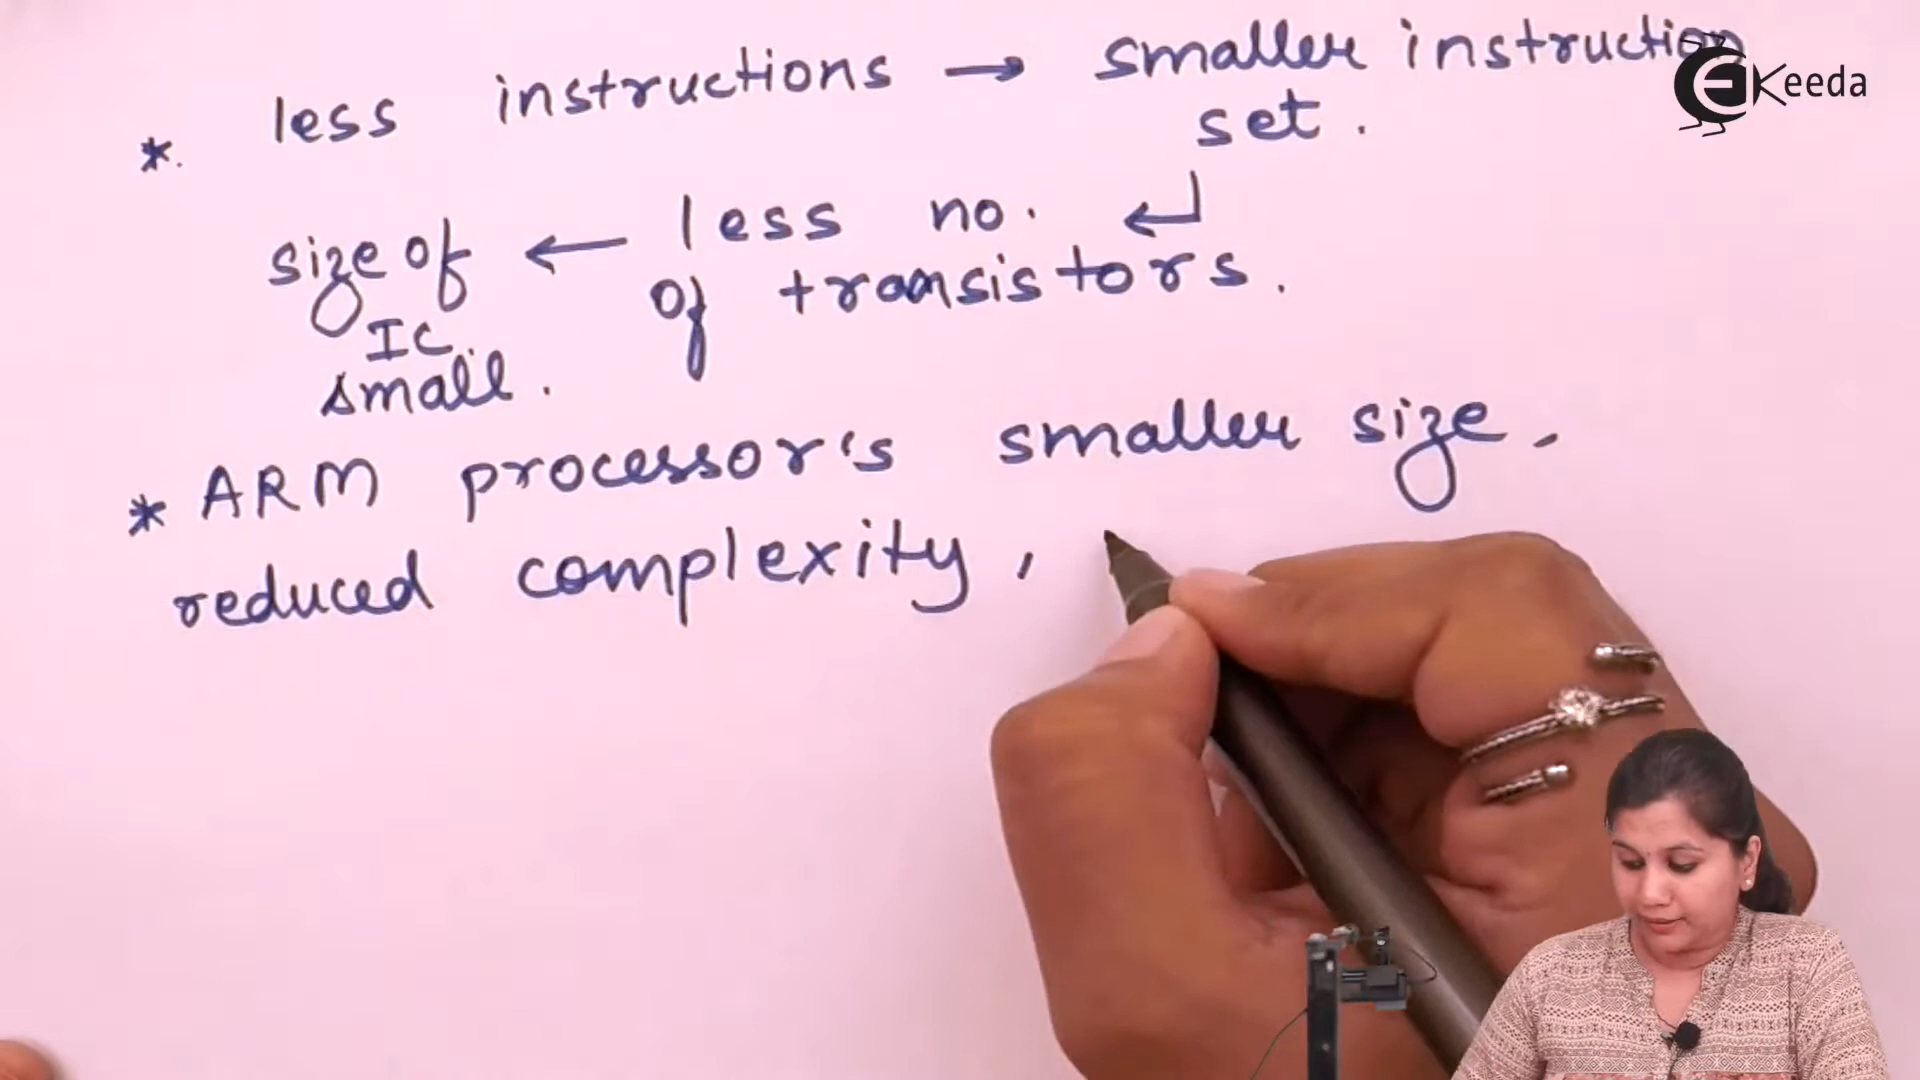 * less instructions → smaller instruction
set.
size of ← less no. ↵
of transistors.
IC
small.
* ARM processor's smaller size.
reduced complexity,
EKeeda